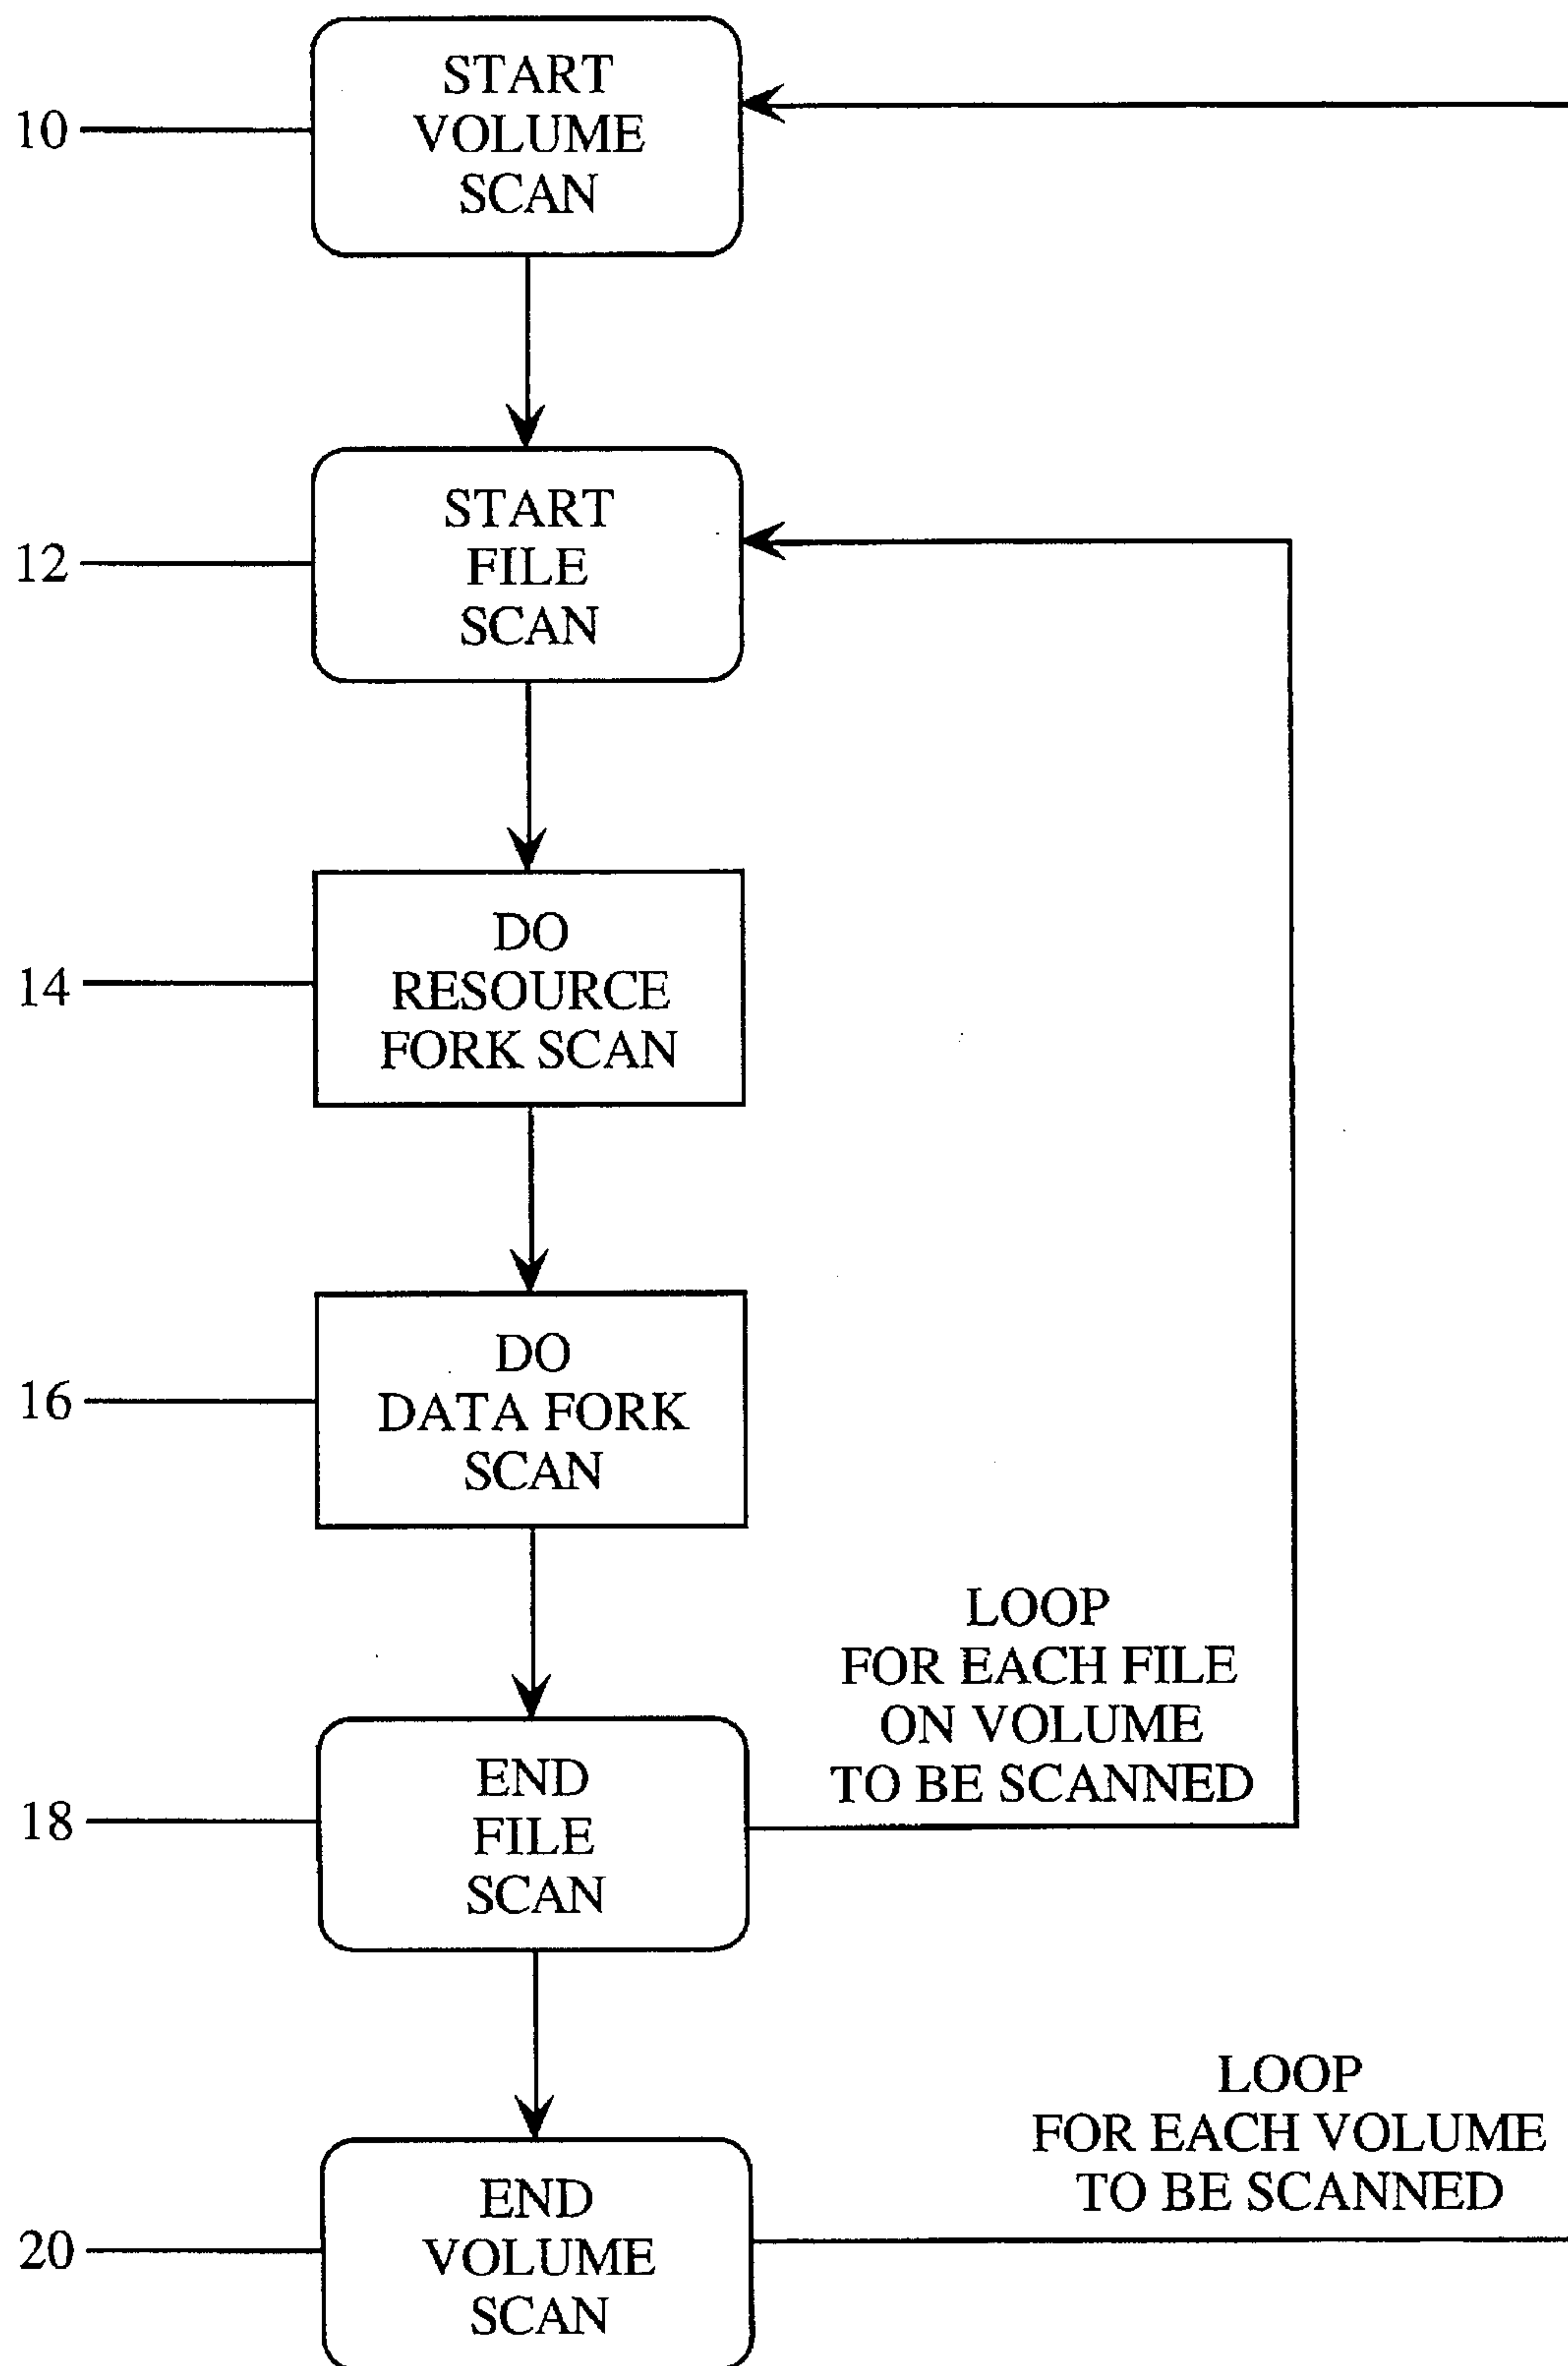 START
VOLUME
SCAN
10
START
FILE
SCAN
12
DO
RESOURCE
FORK SCAN
14
DO
DATA FORK
SCAN
16
LOOP
FOR EACH FILE
ON VOLUME
TO BE SCANNED
END
FILE
SCAN
18
LOOP
FOR EACH VOLUME
TO BE SCANNED
END
VOLUME
SCAN
20